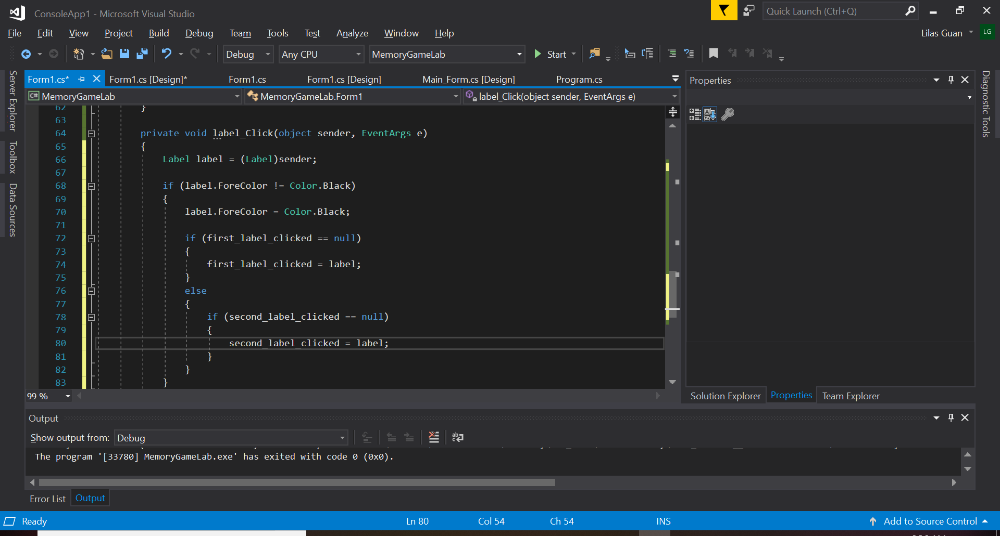 ConsoleApp1 - Microsoft Visual Studio
Quick Launch (Ctrl+Q)
File Edit View Project Build Debug Team Tools Test Analyze Window Help
Lilas Guan LG
Debug Any CPU MemoryGameLab Start
Server Explorer
Toolbox
Data Sources
Form1.cs* Form1.cs [Design]* Form1.cs Form1.cs [Design] Main_Form.cs [Design] Program.cs
C# MemoryGameLab MemoryGameLab.Form1 label_Click(object sender, EventArgs e)
62 }
63
64 private void label_Click(object sender, EventArgs e)
65 {
66 Label label = (Label)sender;
67
68 if (label.ForeColor != Color.Black)
69 {
70 label.ForeColor = Color.Black;
71
72 if (first_label_clicked == null)
73 {
74 first_label_clicked = label;
75 }
76 else
77 {
78 if (second_label_clicked == null)
79 {
80 second_label_clicked = label;
81 }
82 }
83 }
99 %
Properties
Diagnostic Tools
Solution Explorer Properties Team Explorer
Output
Show output from: Debug
The program '[33780] MemoryGameLab.exe' has exited with code 0 (0x0).
Error List Output
Ready Ln 80 Col 54 Ch 54 INS Add to Source Control